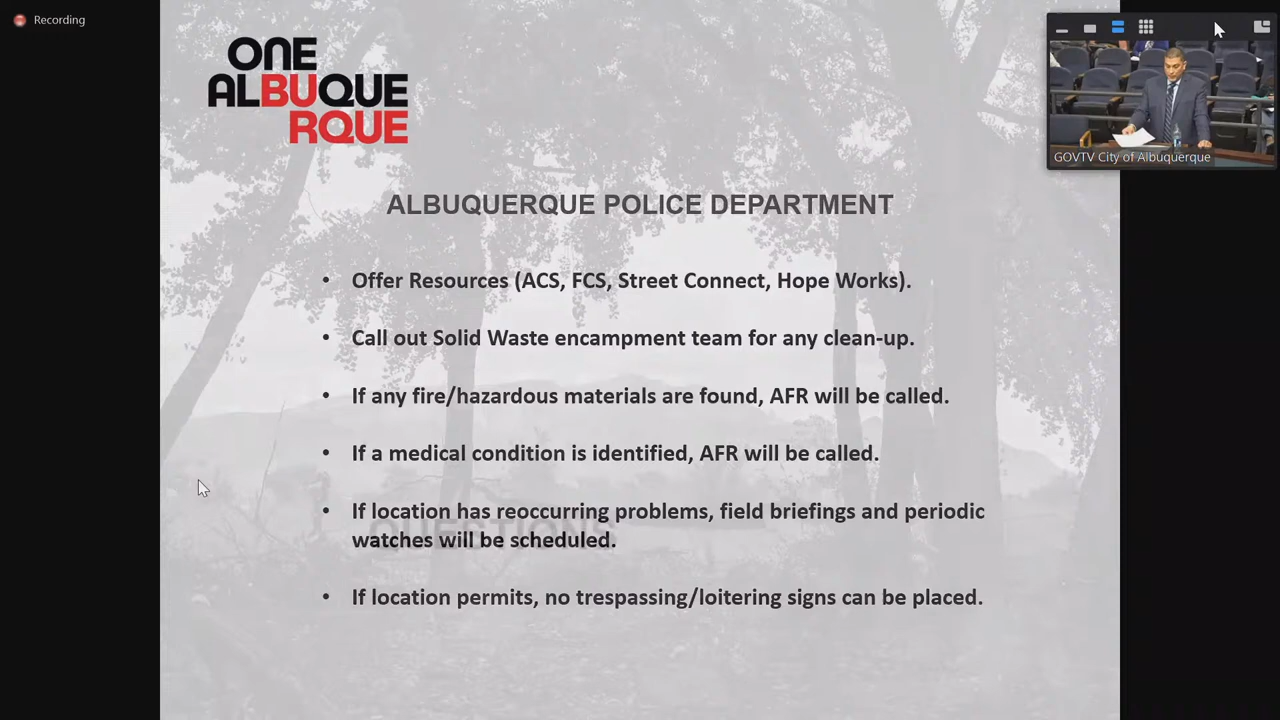 Recording
ONE
ALBUQUE
RQUE
GOVTV City of Albuquerque
ALBUQUERQUE POLICE DEPARTMENT
• Offer Resources (ACS, FCS, Street Connect, Hope Works).
• Call out Solid Waste encampment team for any clean-up.
• If any fire/hazardous materials are found, AFR will be called.
• If a medical condition is identified, AFR will be called.
• If location has reoccurring problems, field briefings and periodic
watches will be scheduled.
QUESTIONS
• If location permits, no trespassing/loitering signs can be placed.